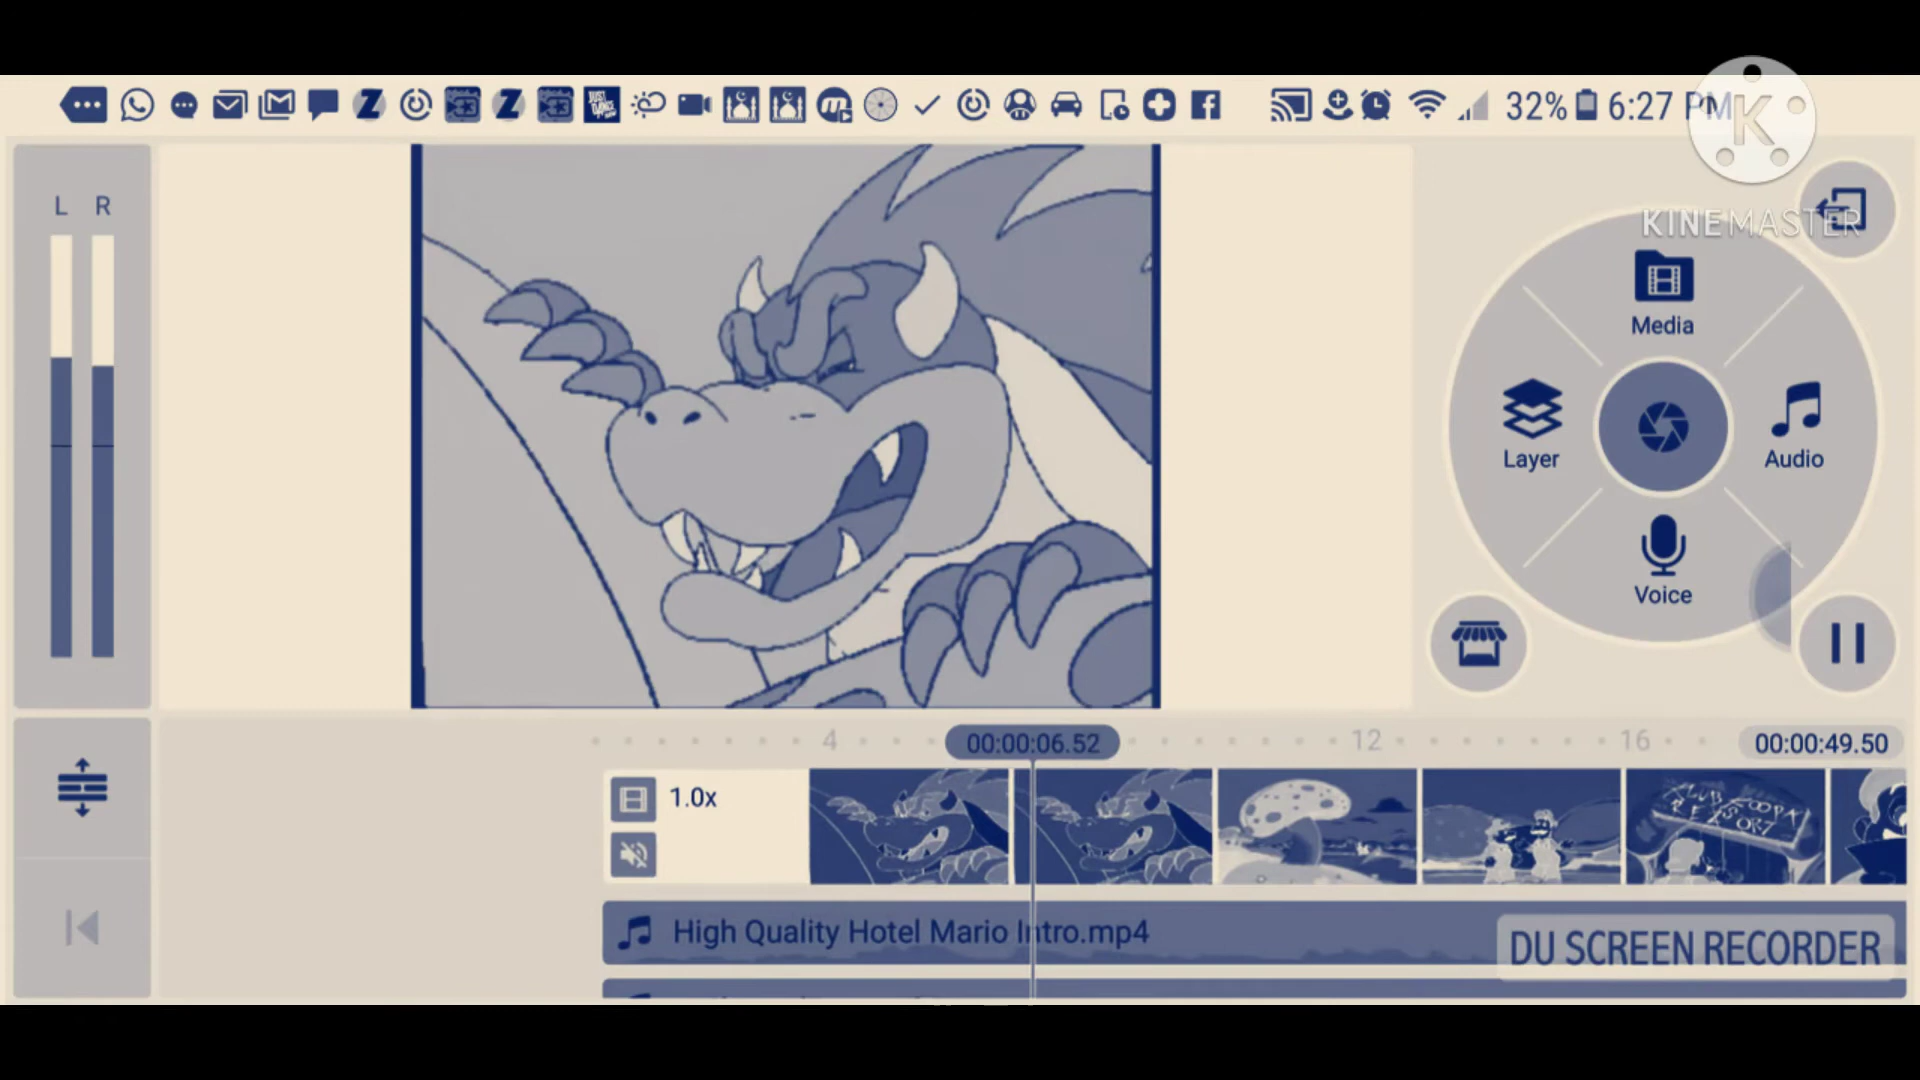 32% 6:27 PM
K
KINEMASTER
L R
Media
Layer
Audio
Voice
4
00:00:06.52
12
16
00:00:49.50
1.0x
High Quality Hotel Mario Intro.mp4
DU SCREEN RECORDER